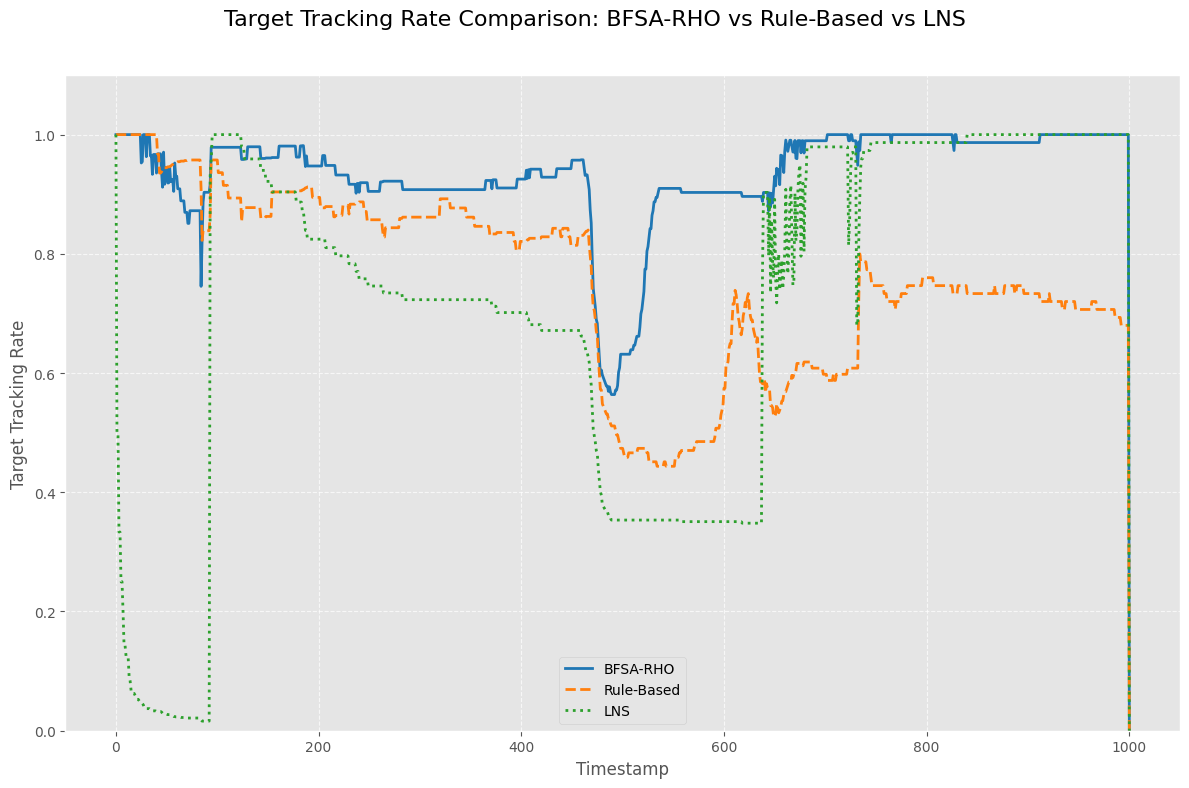 Target Tracking Rate Comparison: BFSA-RHO vs Rule-Based vs LNS
1.0
0.8
0.6
0.4
0.2
0.0
Target Tracking Rate
BFSA-RHO
Rule-Based
LNS
0 200 400 600 800 1000
Timestamp